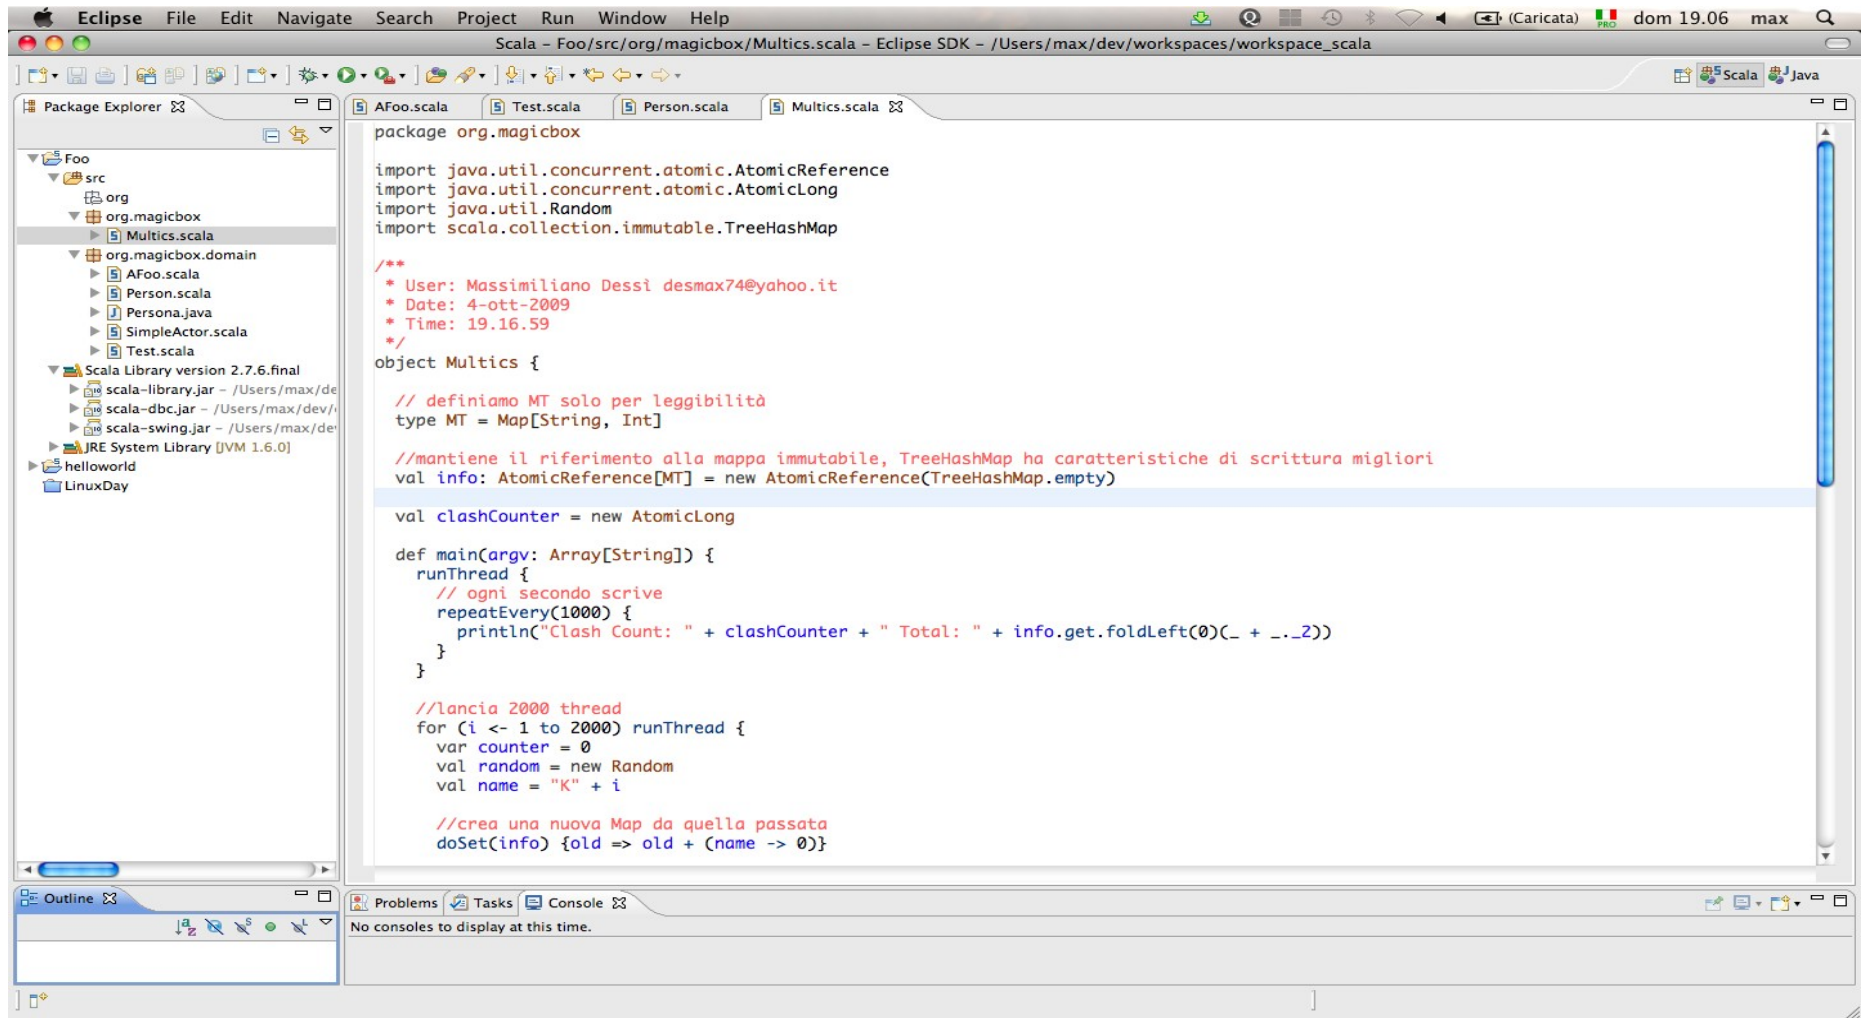 Eclipse File Edit Navigate Search Project Run Window Help (Caricata) PRO dom 19.06 max
Scala – Foo/src/org/magicbox/Multics.scala – Eclipse SDK – /Users/max/dev/workspaces/workspace_scala
Scala Java
Package Explorer
Foo
src
org
org.magicbox
Multics.scala
org.magicbox.domain
AFoo.scala
Person.scala
Persona.java
SimpleActor.scala
Test.scala
Scala Library version 2.7.6.final
scala-library.jar – /Users/max/de
scala-dbc.jar – /Users/max/dev/
scala-swing.jar – /Users/max/de
JRE System Library [JVM 1.6.0]
helloworld
LinuxDay
AFoo.scala Test.scala Person.scala Multics.scala
package org.magicbox
import java.util.concurrent.atomic.AtomicReference
import java.util.concurrent.atomic.AtomicLong
import java.util.Random
import scala.collection.immutable.TreeHashMap
/**
* User: Massimiliano Dessì desmax74@yahoo.it
* Date: 4-ott-2009
* Time: 19.16.59
*/
object Multics {
// definiamo MT solo per leggibilità
type MT = Map[String, Int]
//mantiene il riferimento alla mappa immutabile, TreeHashMap ha caratteristiche di scrittura migliori
val info: AtomicReference[MT] = new AtomicReference(TreeHashMap.empty)
val clashCounter = new AtomicLong
def main(argv: Array[String]) {
runThread {
// ogni secondo scrive
repeatEvery(1000) {
println("Clash Count: " + clashCounter + " Total: " + info.get.foldLeft(0)(_ + _._2))
}
}
//lancia 2000 thread
for (i <- 1 to 2000) runThread {
var counter = 0
val random = new Random
val name = "K" + i
//crea una nuova Map da quella passata
doSet(info) {old => old + (name -> 0)}
Outline
Problems Tasks Console
No consoles to display at this time.